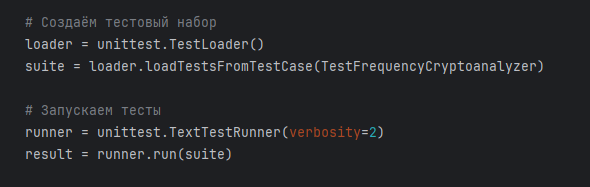 # Создаём тестовый набор
loader = unittest.TestLoader()
suite = loader.loadTestsFromTestCase(TestFrequencyCryptoanalyzer)
# Запускаем тесты
runner = unittest.TextTestRunner(verbosity=2)
result = runner.run(suite)